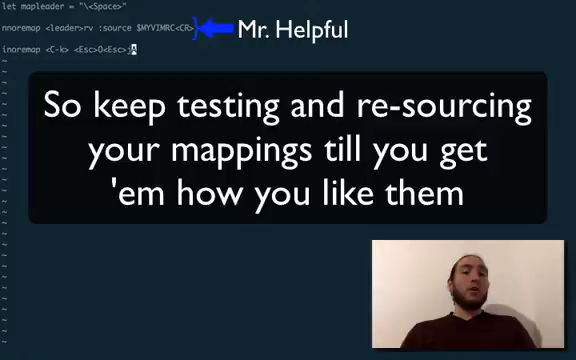 let mapleader = "\<Space>"
nnoremap <leader>rv :source $MYVIMRC<CR>
Mr. Helpful
inoremap <C-k> <Esc>O<Esc>jA
So keep testing and re-sourcing
your mappings till you get
'em how you like them